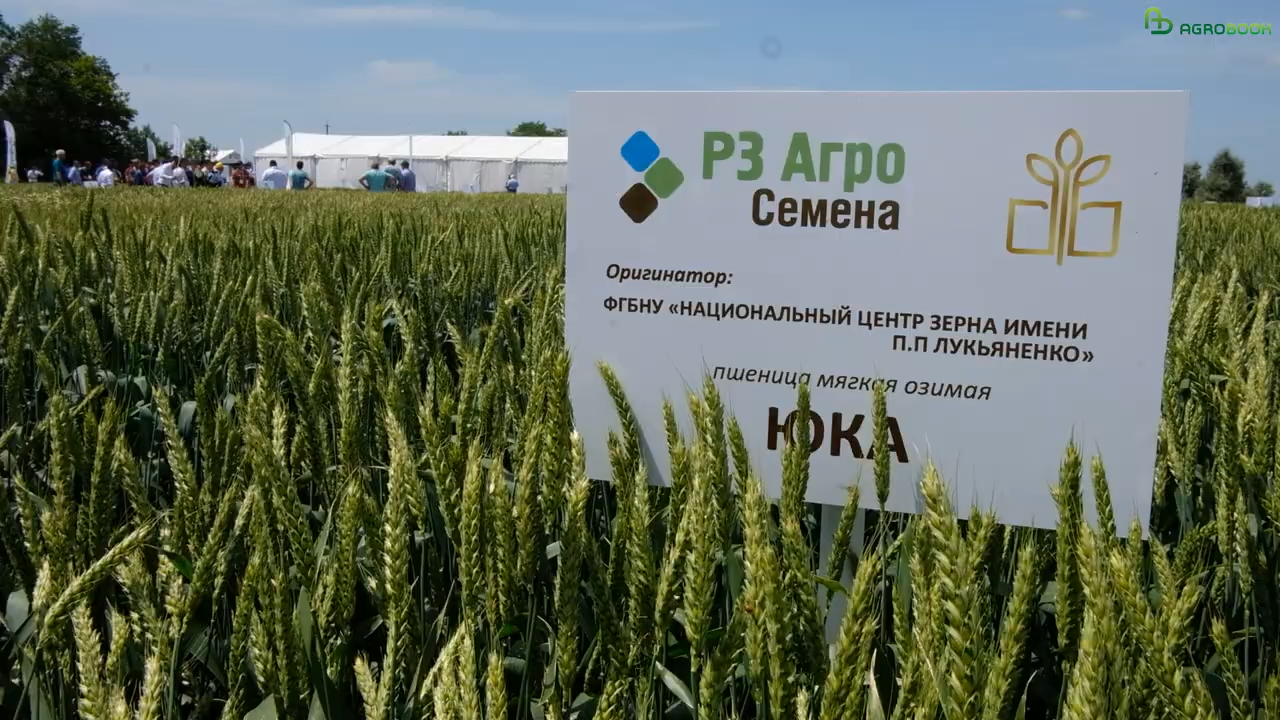 AGROBOOK
РЗ Агро
Семена
Оригинатор:
ФГБНУ «НАЦИОНАЛЬНЫЙ ЦЕНТР ЗЕРНА ИМЕНИ
П.П ЛУКЬЯНЕНКО»
пшеница мягкая озимая
ЮКА